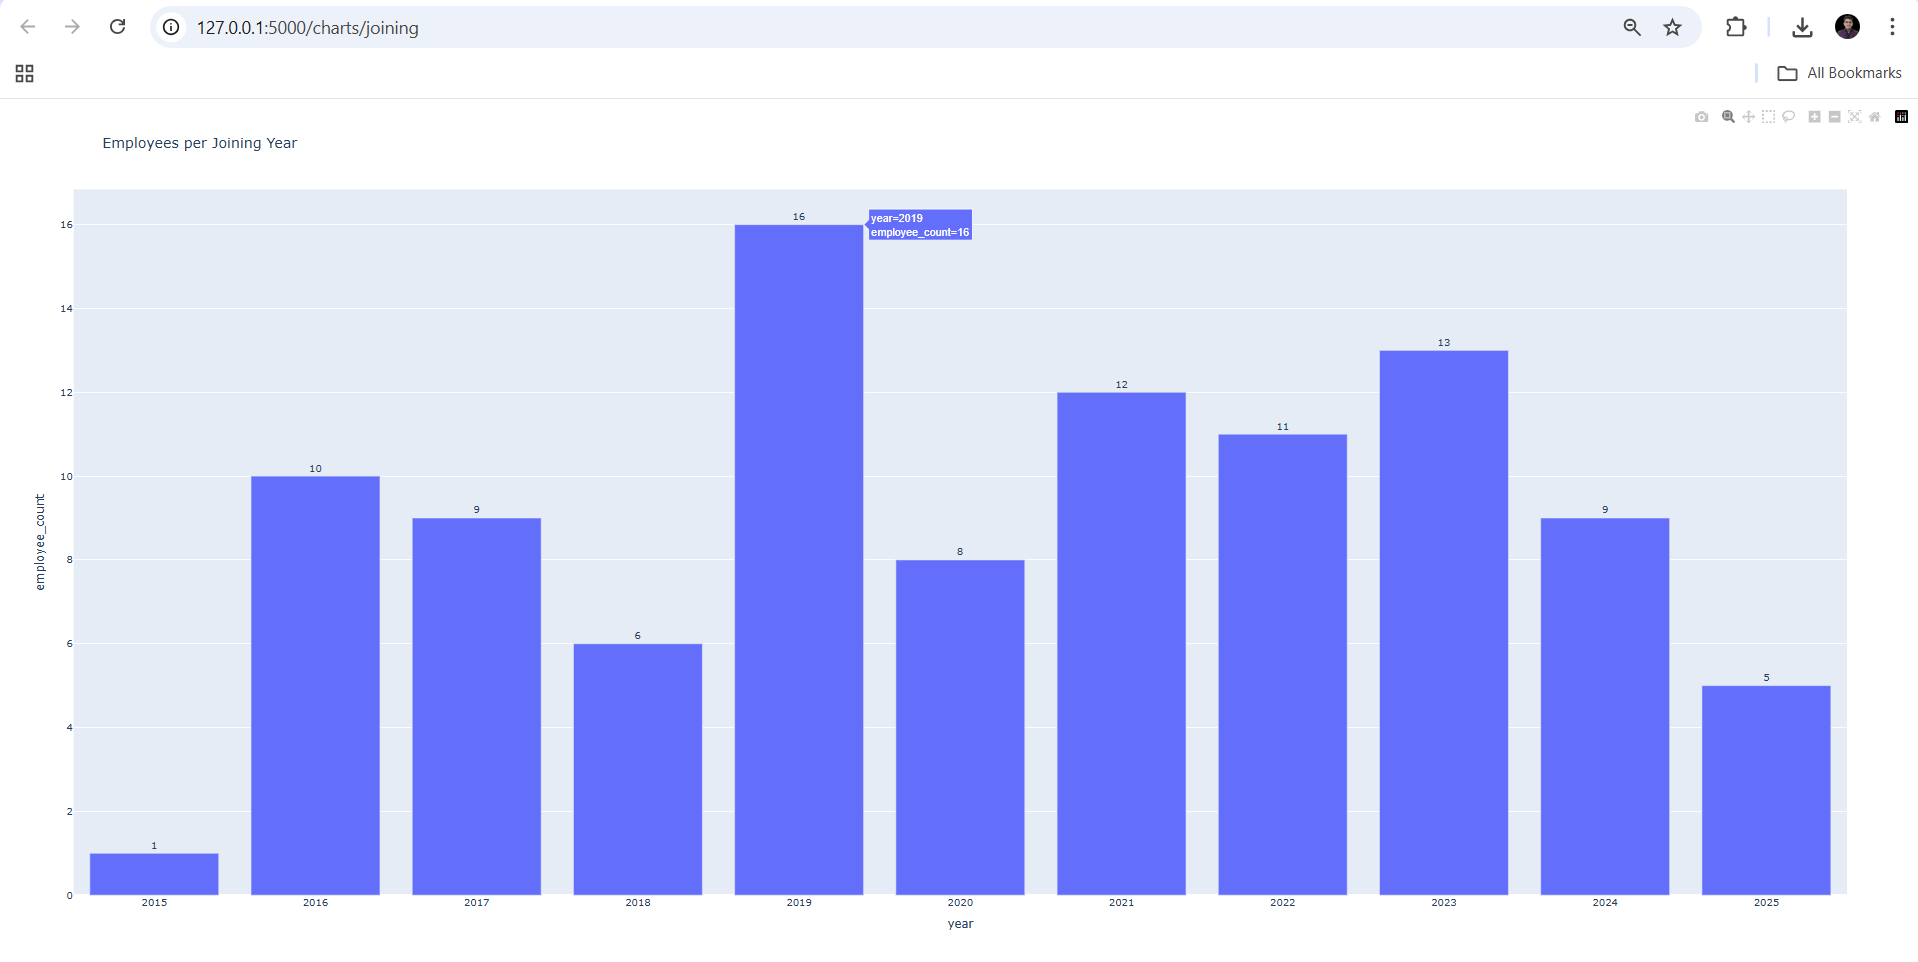 127.0.0.1:5000/charts/joining
All Bookmarks
Employees per Joining Year
16
year=2019
employee_count=16
16
14
13
12
12
11
10
10
9
9
8
8
6
6
5
4
2
1
0
employee_count
2015 2016 2017 2018 2019 2020 2021 2022 2023 2024 2025
year